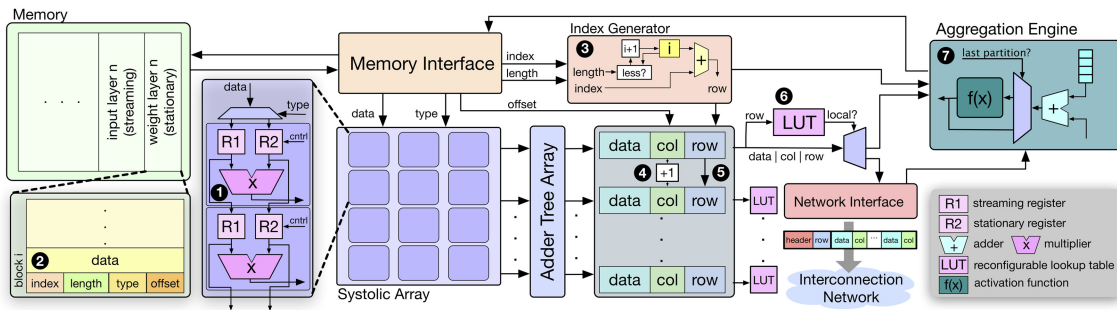 Memory
. . .
input layer n
(streaming)
weight layer n
(stationary)
block i
2
data
index
length
type
offset
data
type
R1
R2
cntrl
x
1
R1
R2
cntrl
x
Memory Interface
index
length
data
type
offset
Systolic Array
Adder Tree Array
Index Generator
3
i+1
i
length
less?
index
+
row
data
col
row
4
+1
5
data
col
row
data
col
row
6
row
LUT
local?
data | col | row
LUT
LUT
Network Interface
header
row
data
col
...
data
col
Interconnection
Network
Aggregation Engine
7
last partition?
f(x)
+
R1
streaming register
R2
stationary register
+
adder
x
multiplier
LUT
reconfigurable lookup table
f(x)
activation function